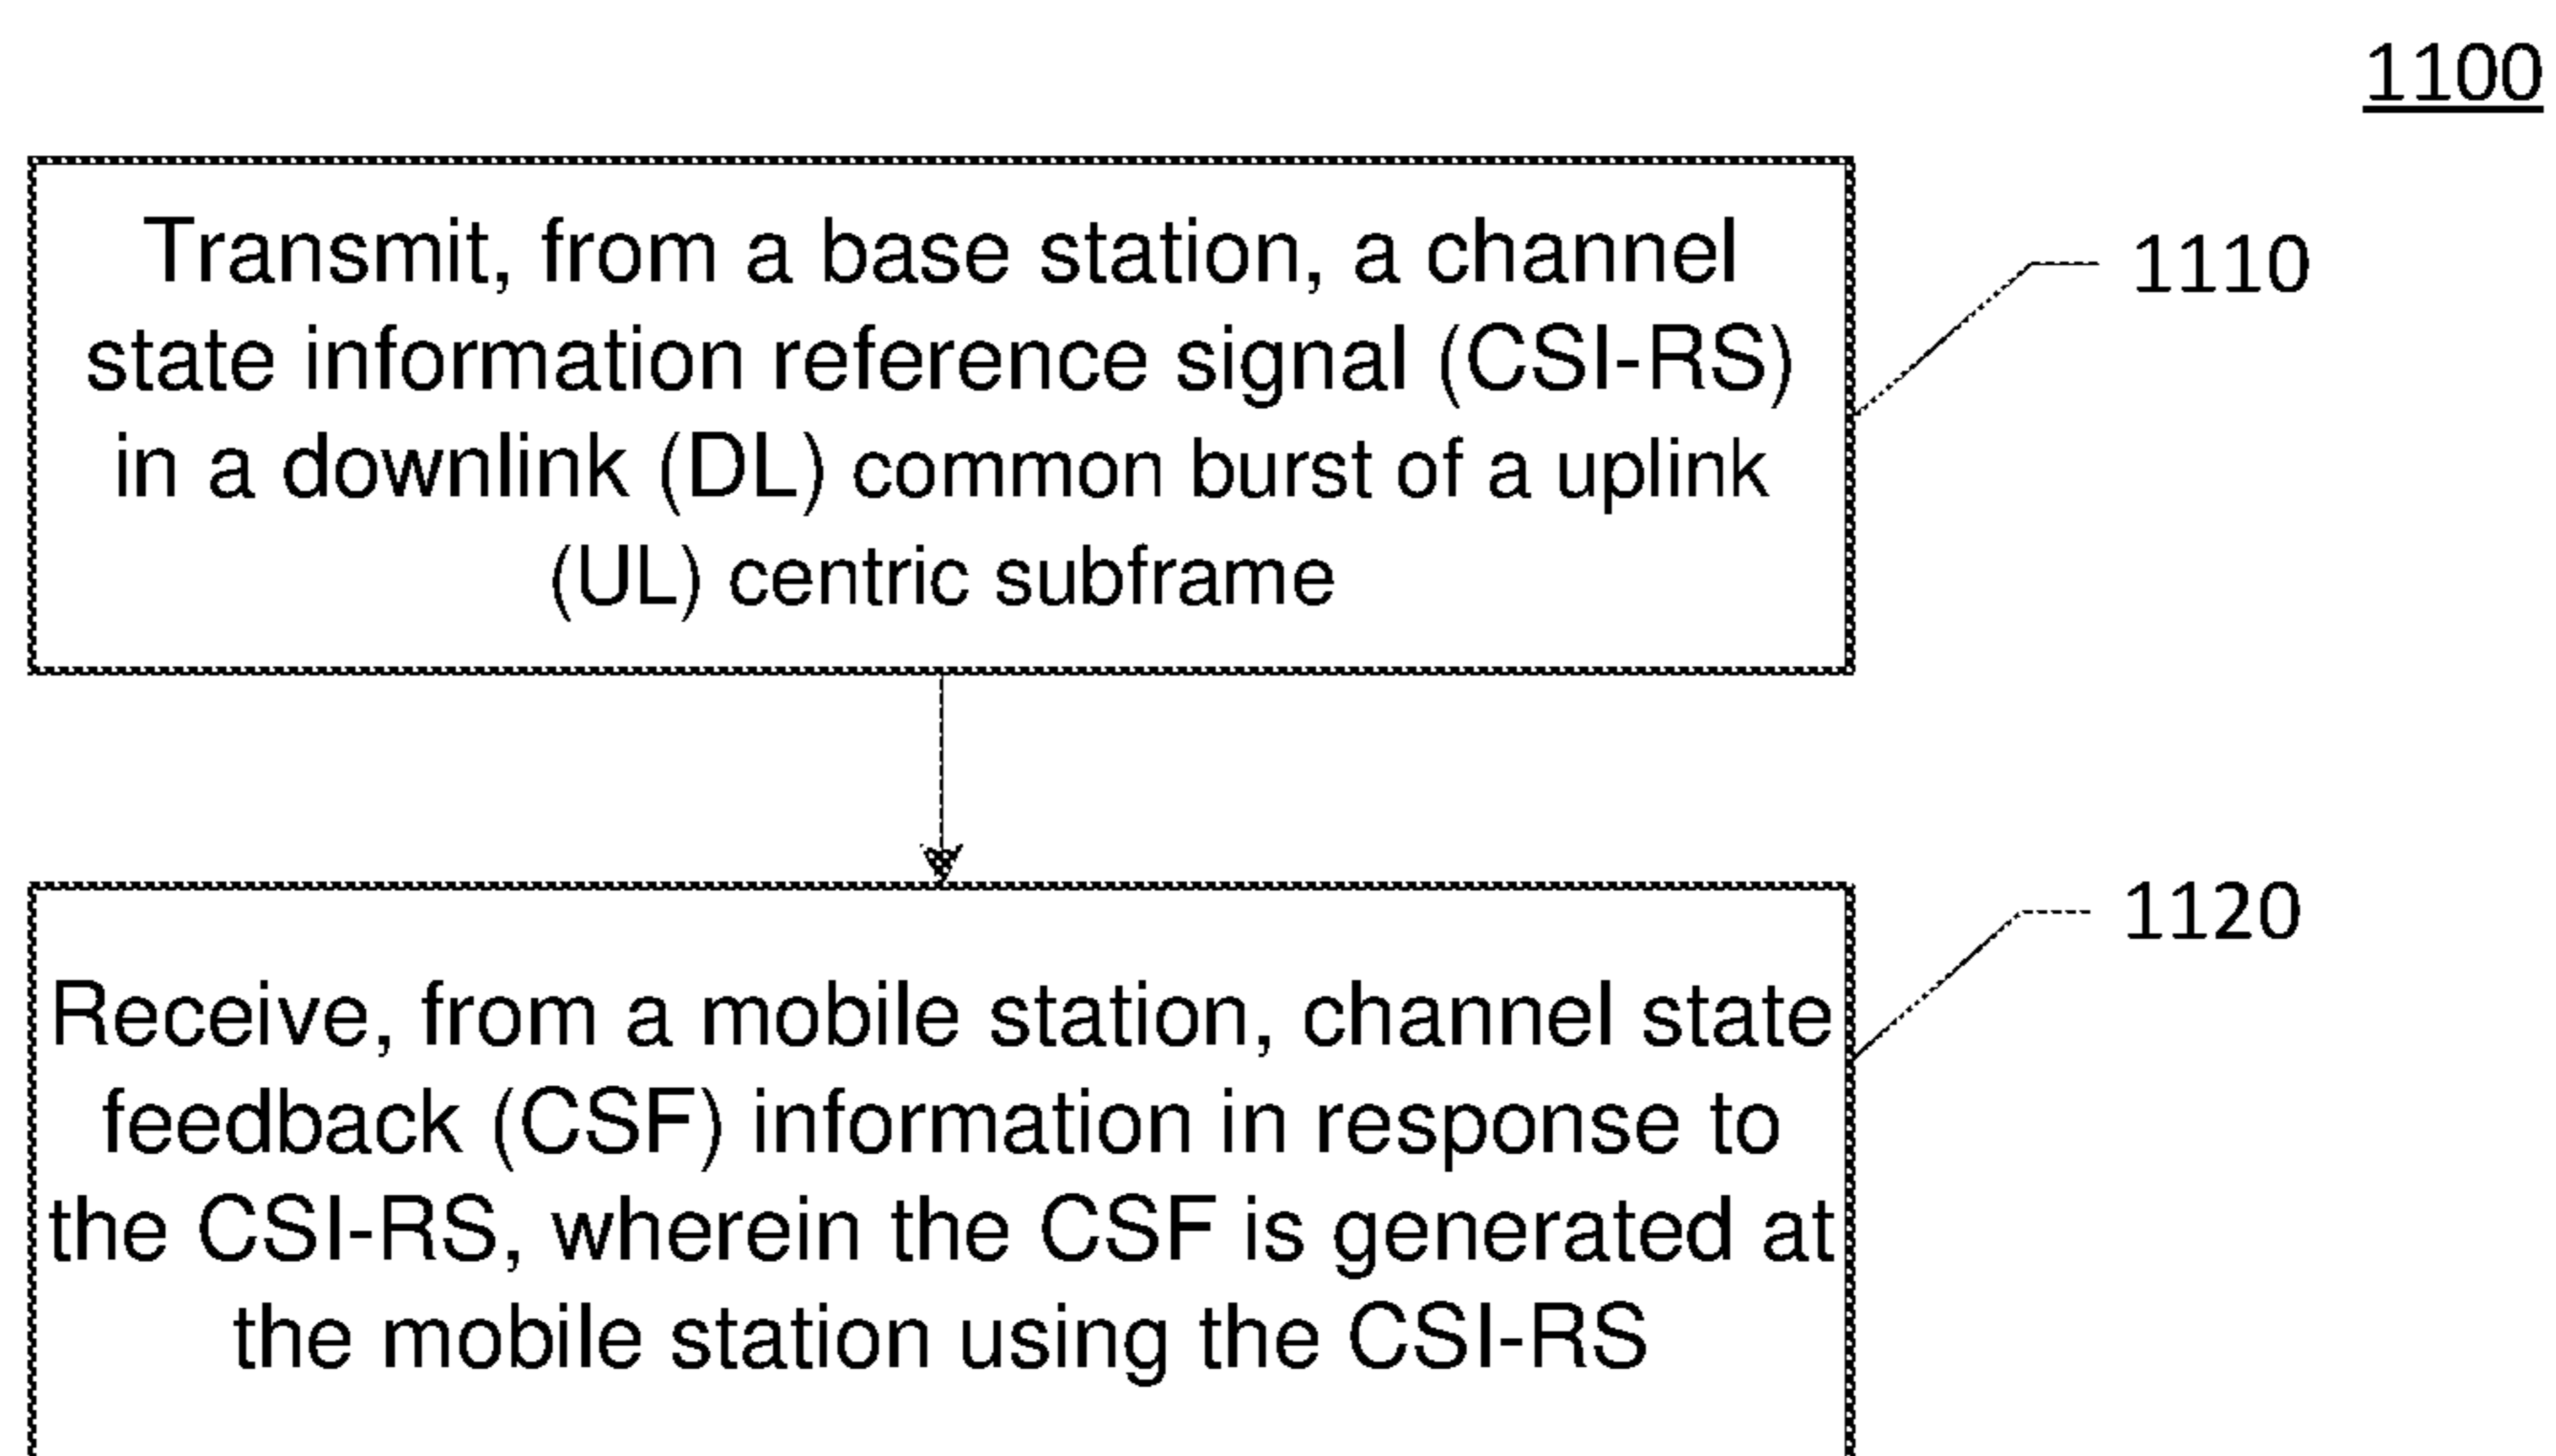 1100
Transmit, from a base station, a channel
state information reference signal (CSI-RS)
in a downlink (DL) common burst of a uplink
(UL) centric subframe
1110
Receive, from a mobile station, channel state
feedback (CSF) information in response to
the CSI-RS, wherein the CSF is generated at
the mobile station using the CSI-RS
1120